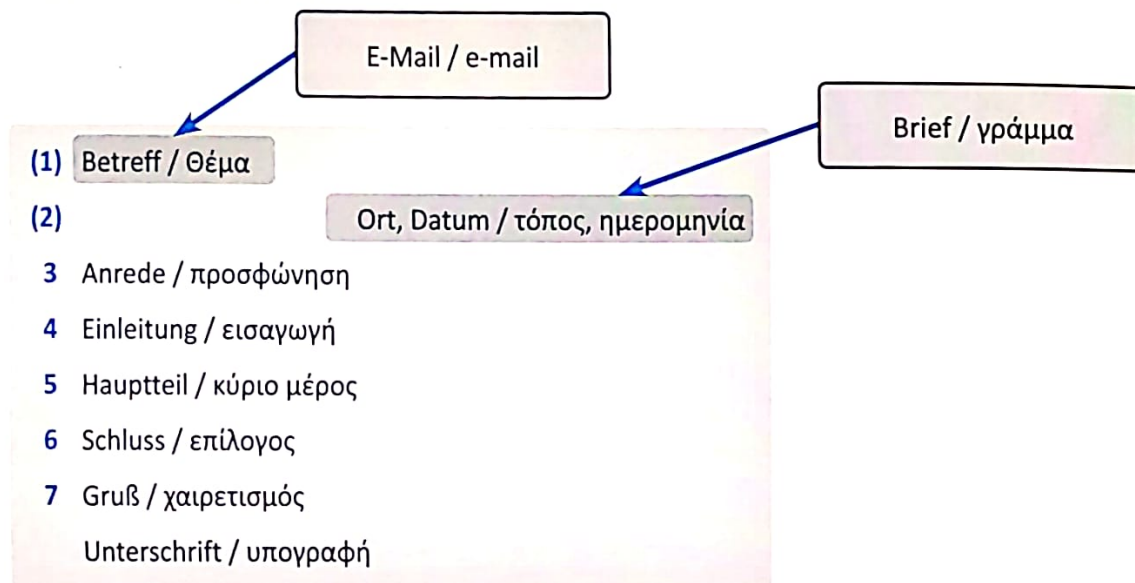 E-Mail / e-mail
Brief / γράμμα
(1) Betreff / Θέμα
(2) Ort, Datum / τόπος, ημερομηνία
3 Anrede / προσφώνηση
4 Einleitung / εισαγωγή
5 Hauptteil / κύριο μέρος
6 Schluss / επίλογος
7 Gruß / χαιρετισμός
Unterschrift / υπογραφή